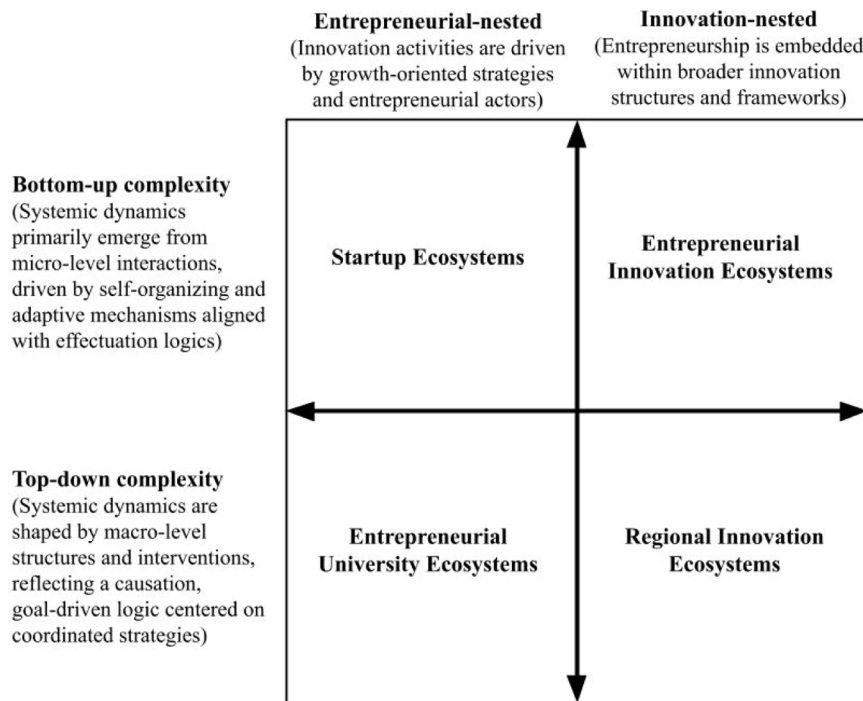 Entrepreneurial-nested
(Innovation activities are driven
by growth-oriented strategies
and entrepreneurial actors)
Innovation-nested
(Entrepreneurship is embedded
within broader innovation
structures and frameworks)
Bottom-up complexity
(Systemic dynamics
primarily emerge from
micro-level interactions,
driven by self-organizing and
adaptive mechanisms aligned
with effectuation logics)
Startup Ecosystems
Entrepreneurial
Innovation Ecosystems
Top-down complexity
(Systemic dynamics are
shaped by macro-level
structures and interventions,
reflecting a causation,
goal-driven logic centered on
coordinated strategies)
Entrepreneurial
University Ecosystems
Regional Innovation
Ecosystems